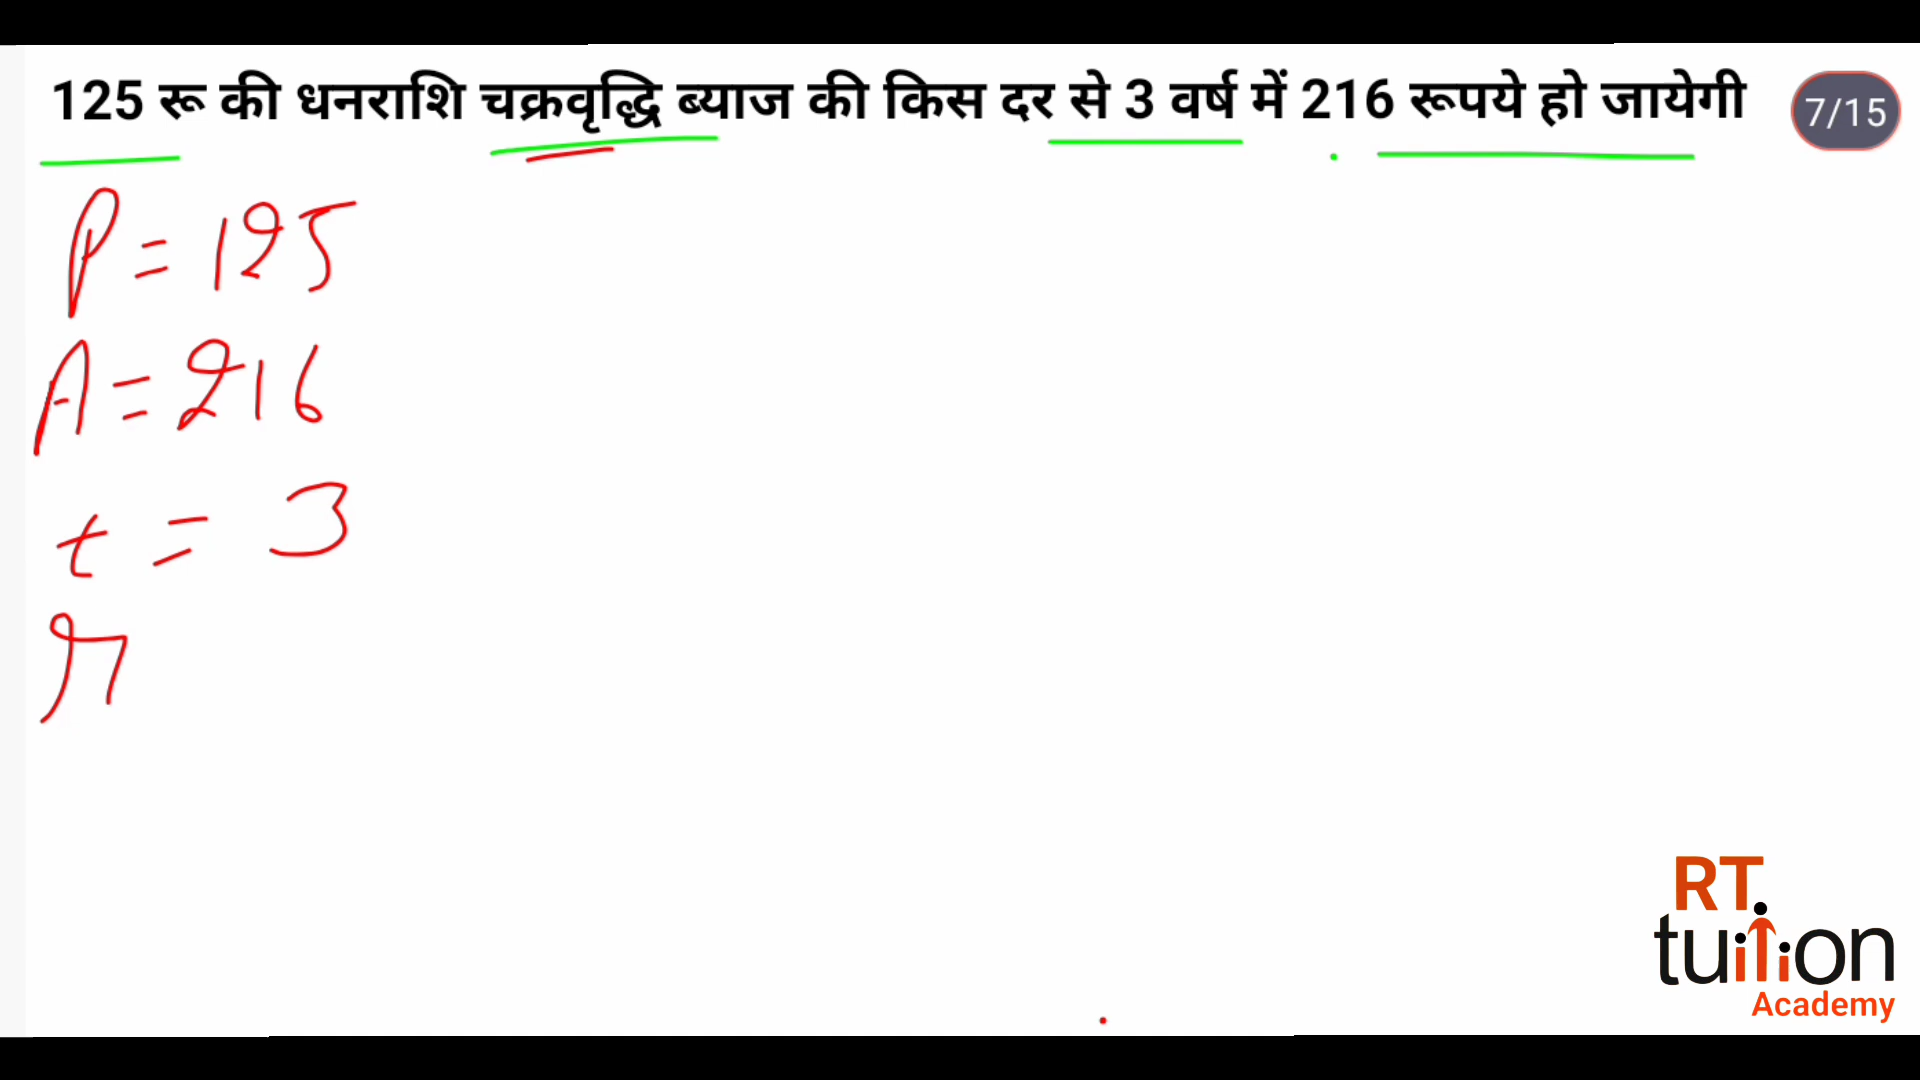 125 रू की धनराशि चक्रवृद्धि ब्याज की किस दर से 3 वर्ष में 216 रूपये हो जायेगी
7/15
P = 125
A = 216
t = 3
r
RT
tuition
Academy